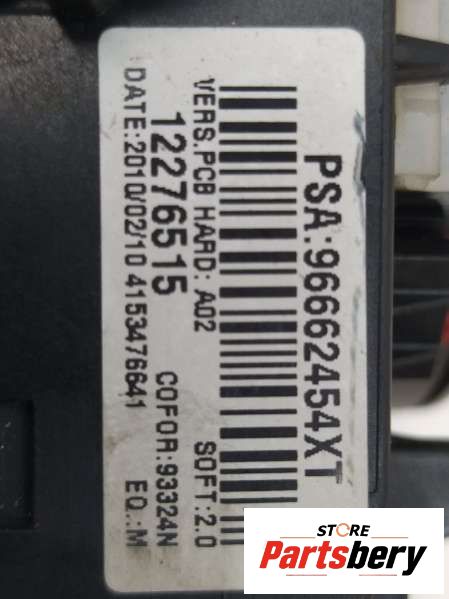 PSA:96662454XT
VERS.PCB HARD: A02 SOFT:2.0
12276515 COFOR:93324N
DATE:2010/02/10 4153476641 EQ.:M
STORE
Partsbery